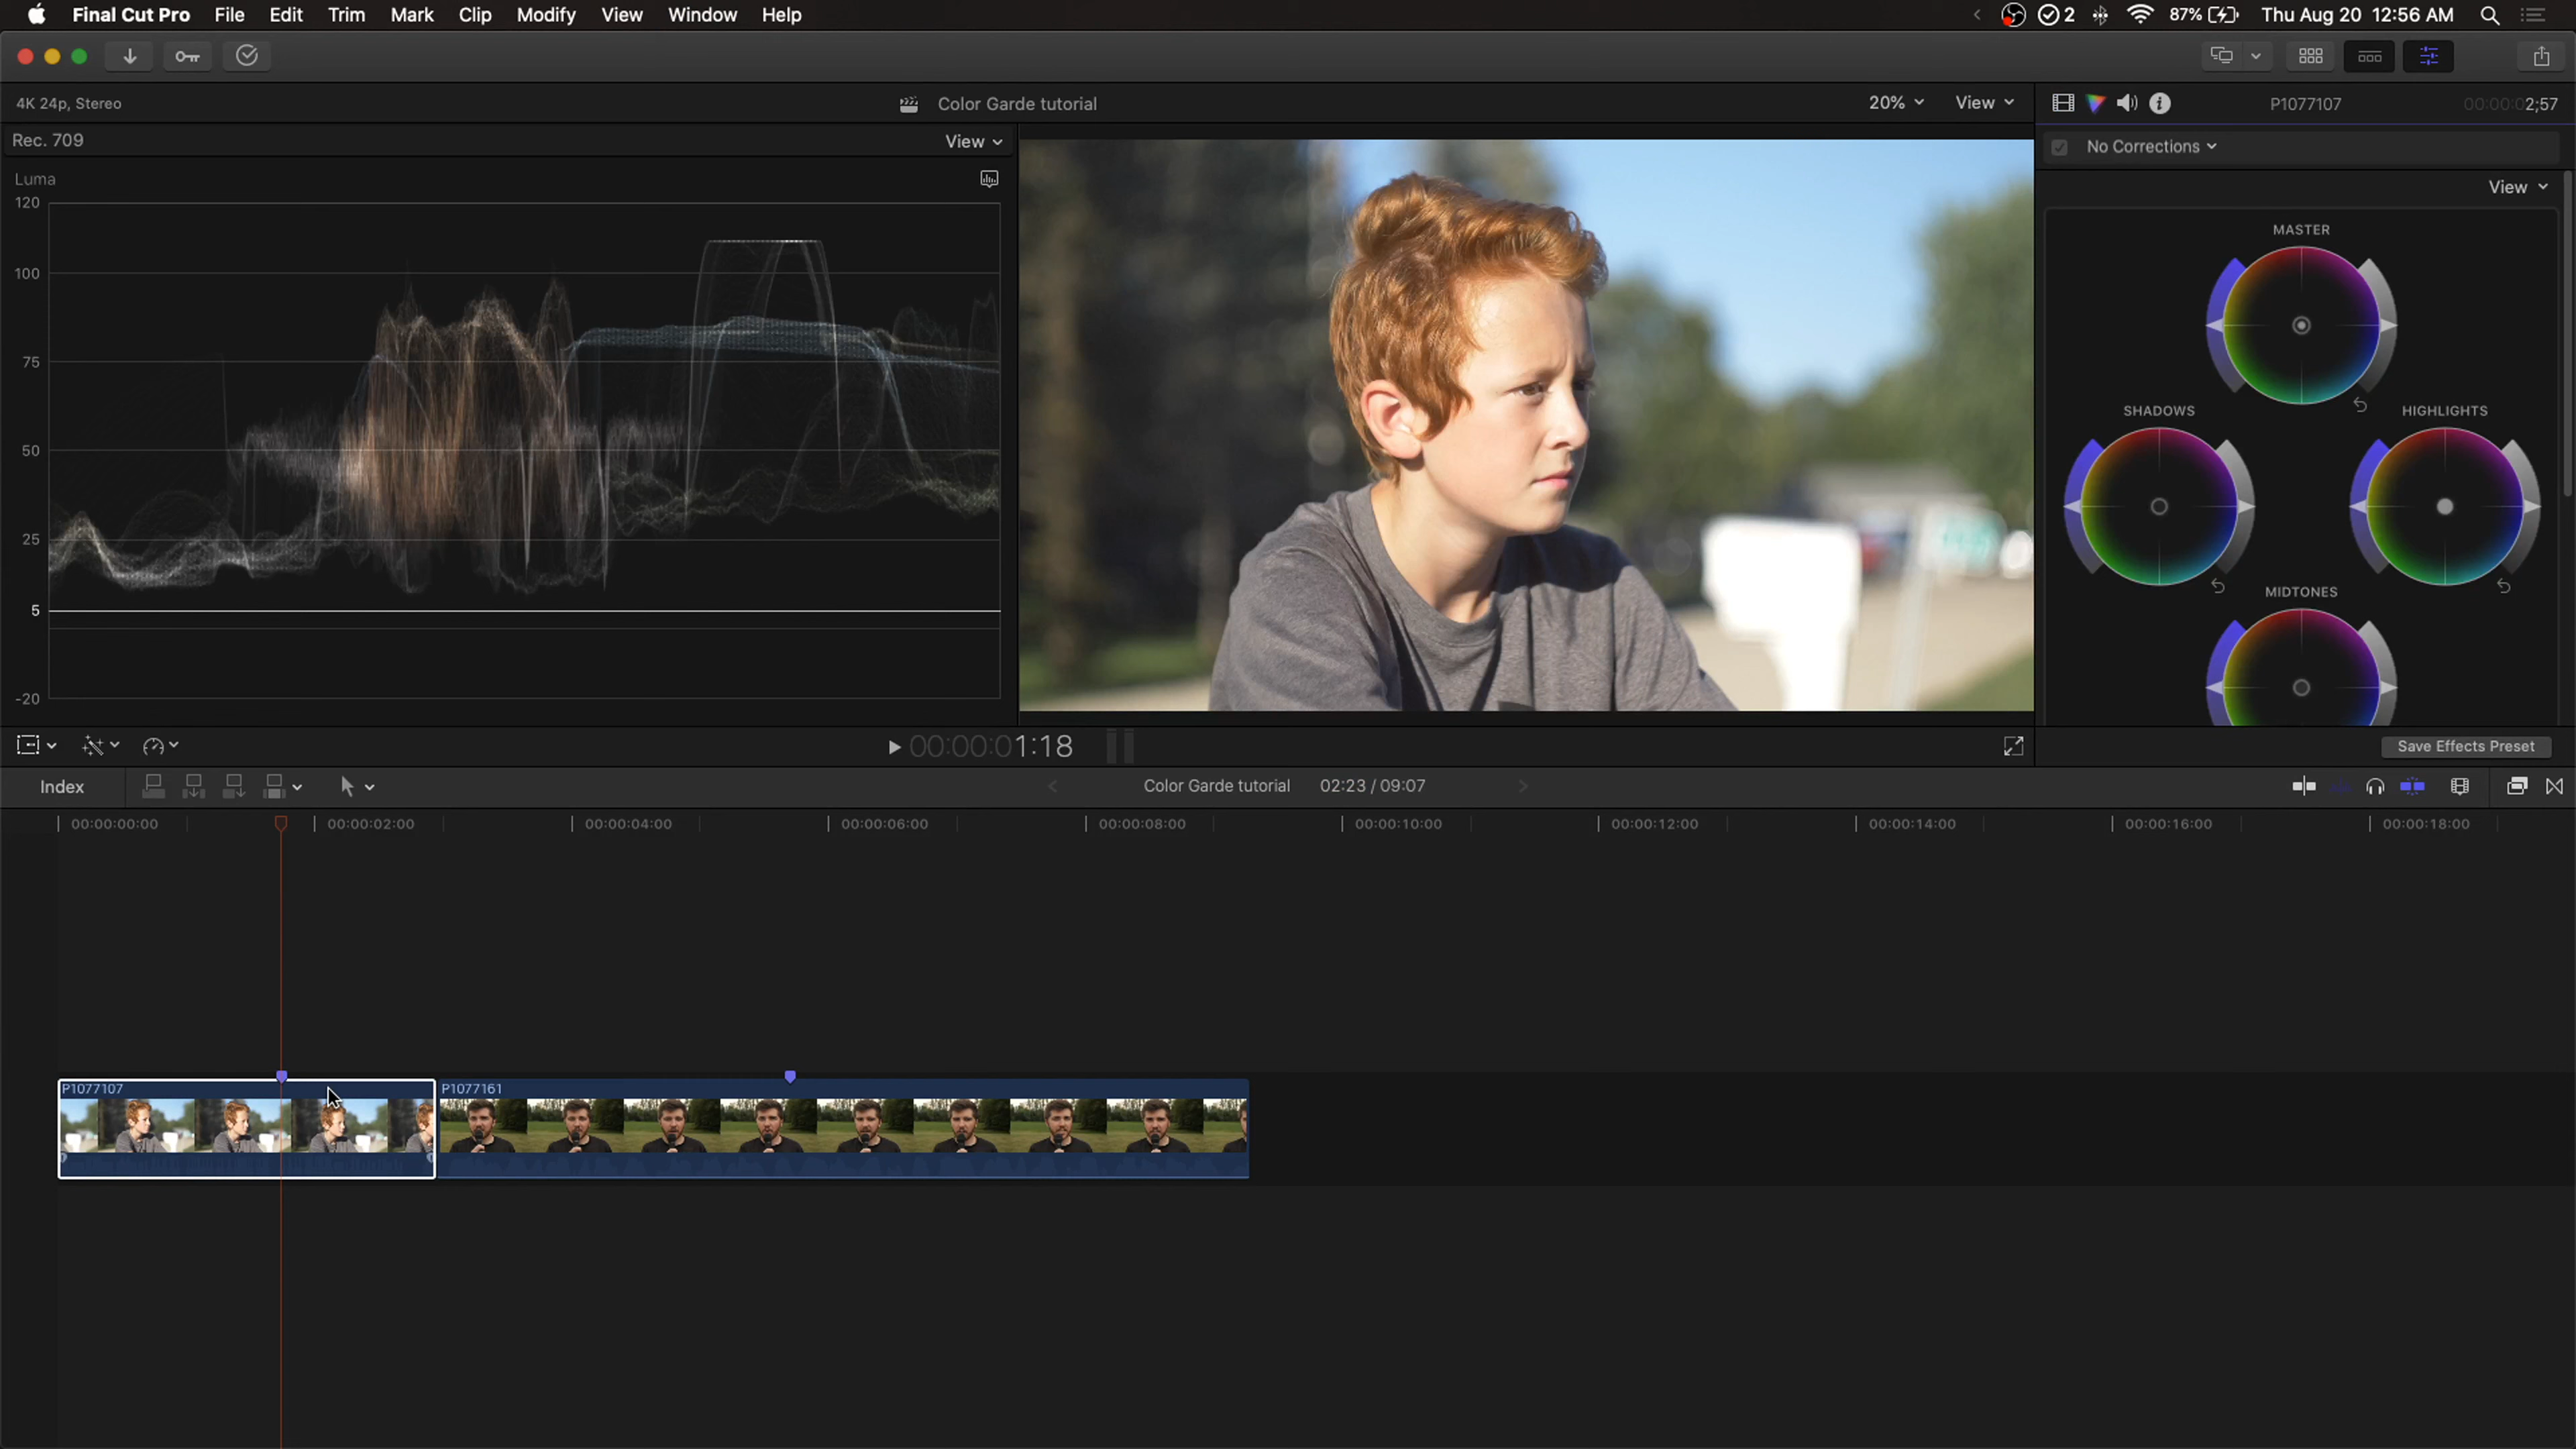 Final Cut Pro File Edit Trim Mark Clip Modify View Window Help 2 87% Thu Aug 20 12:56 AM
4K 24p, Stereo Color Garde tutorial 20% View P1077107 00:00:02;57
Rec. 709 View No Corrections
Luma View
120
100
75
50
25
5
-20
MASTER
SHADOWS HIGHLIGHTS
MIDTONES
00:00:01:18 Save Effects Preset
Index Color Garde tutorial 02:23 / 09:07
00:00:00:00 00:00:02:00 00:00:04:00 00:00:06:00 00:00:08:00 00:00:10:00 00:00:12:00 00:00:14:00 00:00:16:00 00:00:18:00
P1077107 P1077161